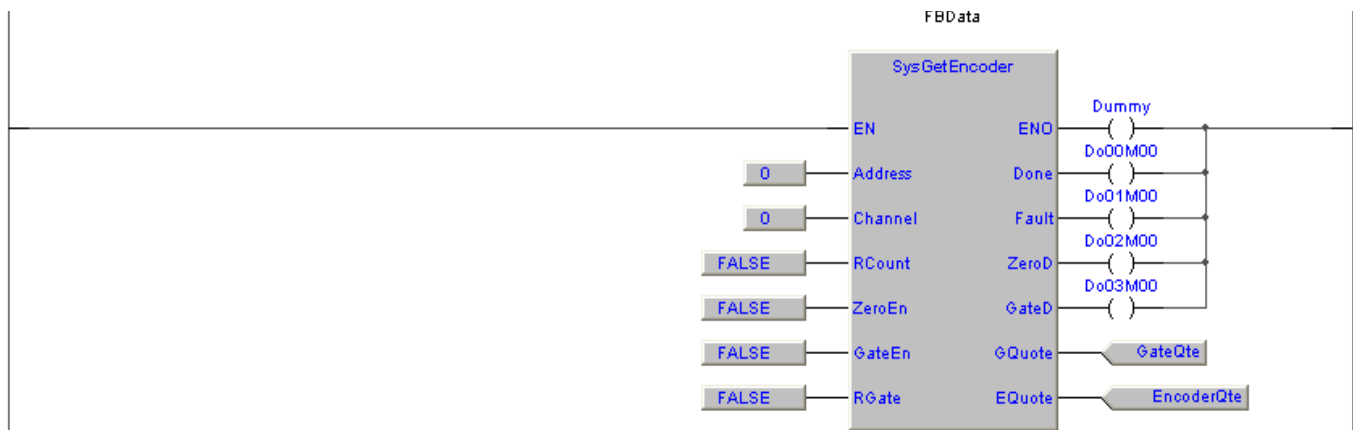 FBData
SysGetEncoder
Dummy
EN ENO
Do00M00
0 Address Done
Do01M00
0 Channel Fault
Do02M00
FALSE RCount ZeroD
Do03M00
FALSE ZeroEn GateD
FALSE GateEn GQuote GateQte
FALSE RGate EQuote EncoderQte